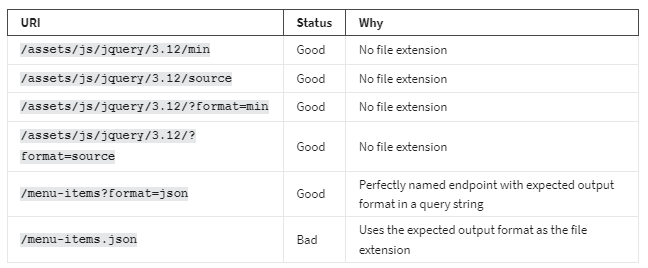 URI Status Why
/assets/js/jquery/3.12/min Good No file extension
/assets/js/jquery/3.12/source Good No file extension
/assets/js/jquery/3.12/?format=min Good No file extension
/assets/js/jquery/3.12/?
format=source Good No file extension
/menu-items?format=json Good Perfectly named endpoint with expected output
format in a query string
/menu-items.json Bad Uses the expected output format as the file
extension